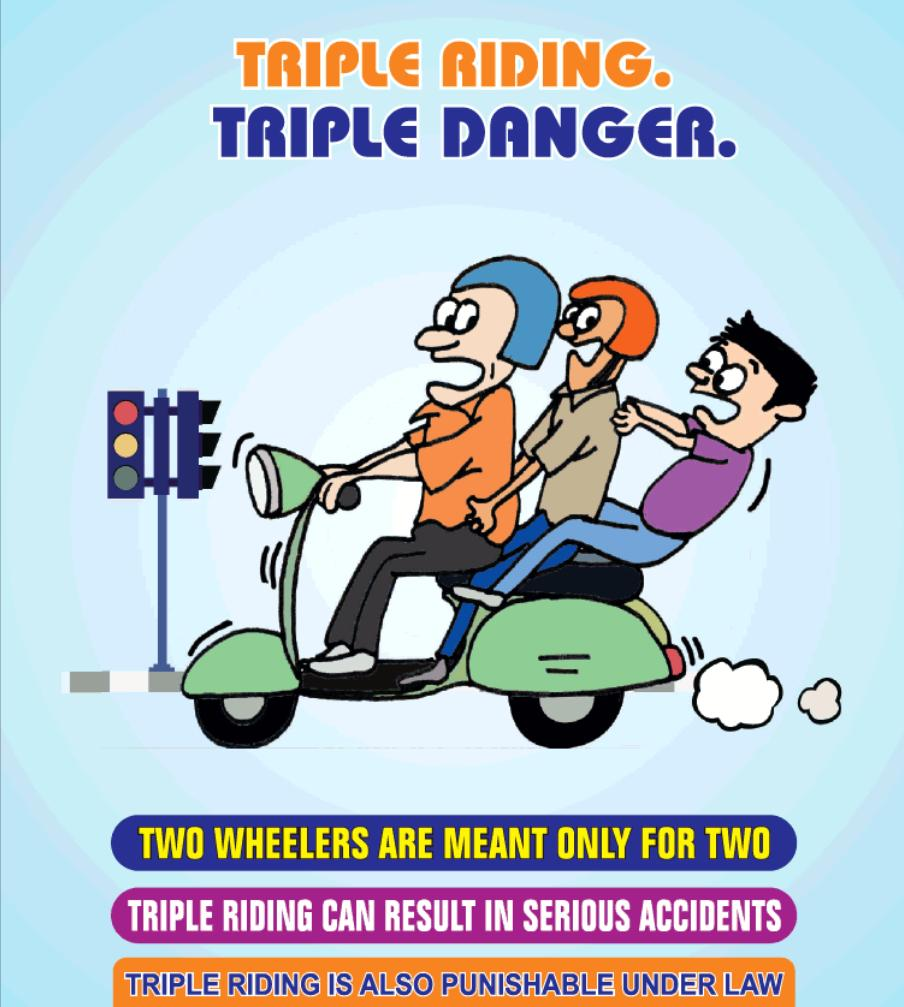 TRIPLE RIDING.
TRIPLE DANGER.
TWO WHEELERS ARE MEANT ONLY FOR TWO
TRIPLE RIDING CAN RESULT IN SERIOUS ACCIDENTS
TRIPLE RIDING IS ALSO PUNISHABLE UNDER LAW